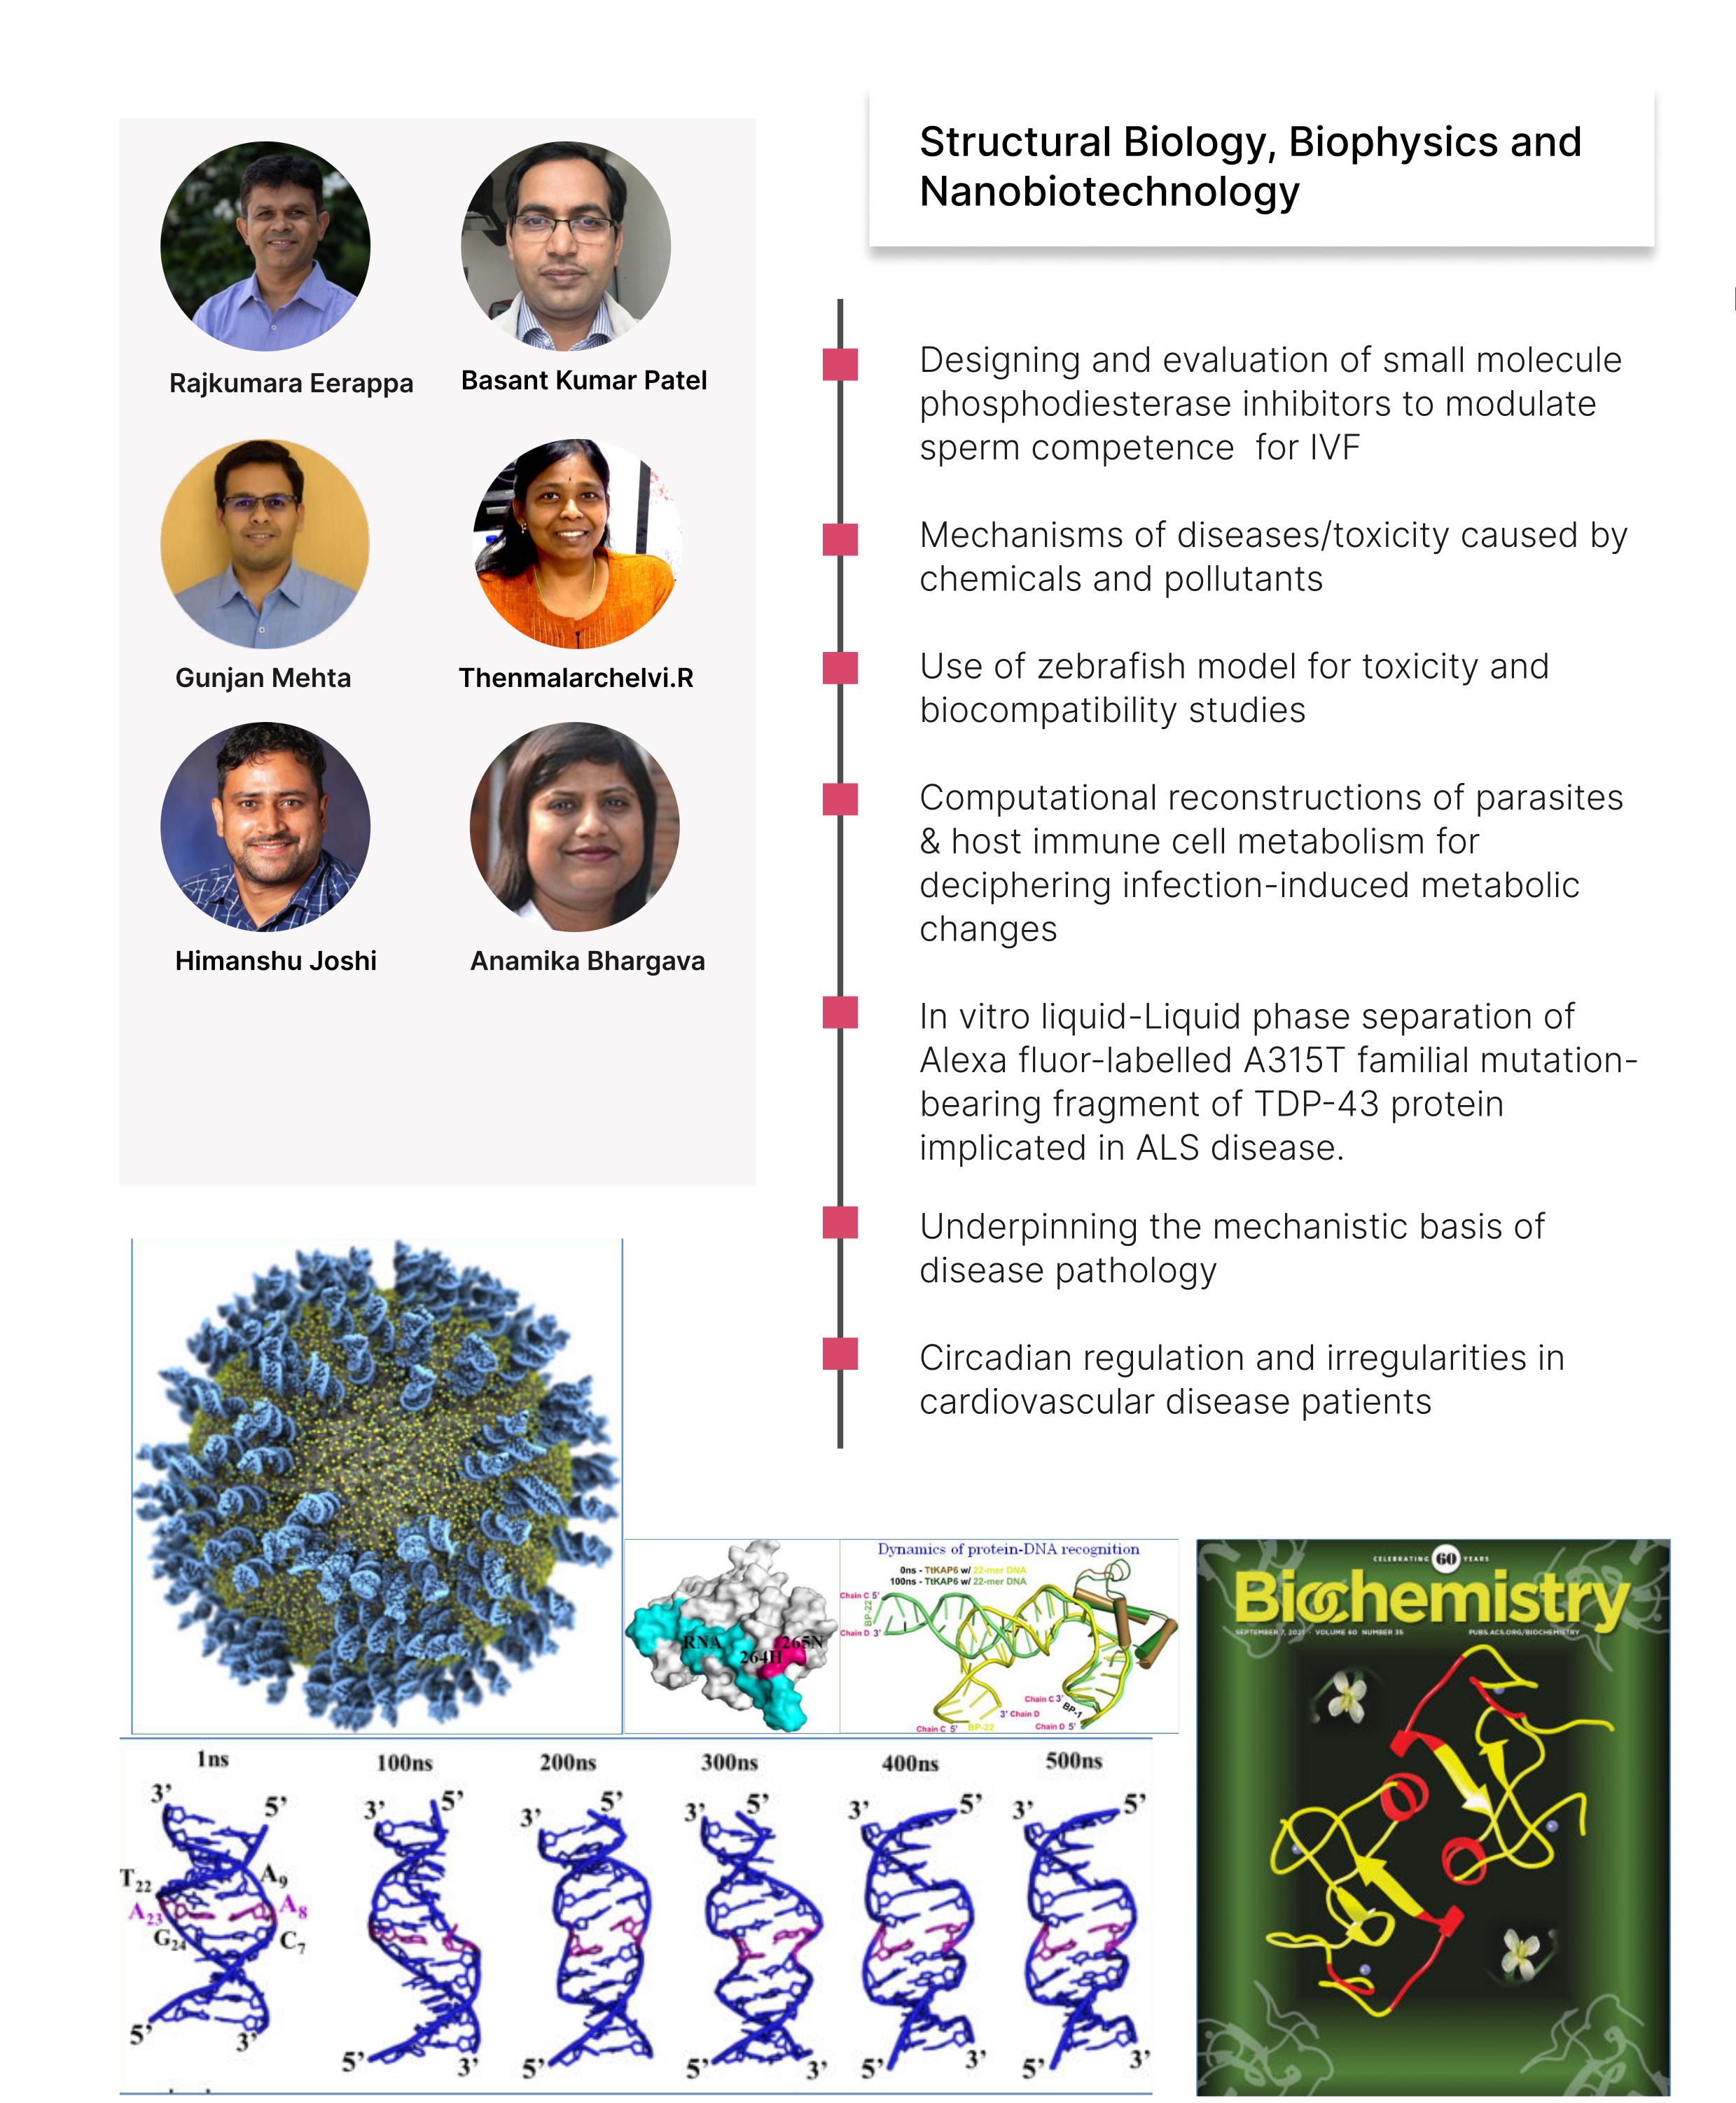 Structural Biology, Biophysics and
Nanobiotechnology
Rajkumara Eerappa
Basant Kumar Patel
Gunjan Mehta
Thenmalarchelvi.R
Himanshu Joshi
Anamika Bhargava
Designing and evaluation of small molecule
phosphodiesterase inhibitors to modulate
sperm competence  for IVF
Mechanisms of diseases/toxicity caused by
chemicals and pollutants
Use of zebrafish model for toxicity and
biocompatibility studies
Computational reconstructions of parasites
& host immune cell metabolism for
deciphering infection-induced metabolic
changes
In vitro liquid-Liquid phase separation of
Alexa fluor-labelled A315T familial mutation-
bearing fragment of TDP-43 protein
implicated in ALS disease.
Underpinning the mechanistic basis of
disease pathology
Circadian regulation and irregularities in
cardiovascular disease patients
RNA
264H
265N
Dynamics of protein-DNA recognition
0ns - TtKAP6 w/ 22-mer DNA
100ns - TtKAP6 w/ 22-mer DNA
Chain C 5'
BP-22
Chain D 3'
Chain C 3'
BP-1
3' Chain D
Chain C 5' BP-22
Chain D 5'
CELEBRATING 60 YEARS
Biochemistry
SEPTEMBER 7, 2021 · VOLUME 60 NUMBER 35
PUBS.ACS.ORG/BIOCHEMISTRY
1ns
100ns
200ns
300ns
400ns
500ns
3' 5'
3' 5'
3' 5'
3' 5'
3' 5'
3' 5'
T22 A9
A23 A8
G24 C7
5' 3'
5' 3'
5' 3'
5' 3'
5' 3'
5' 3'